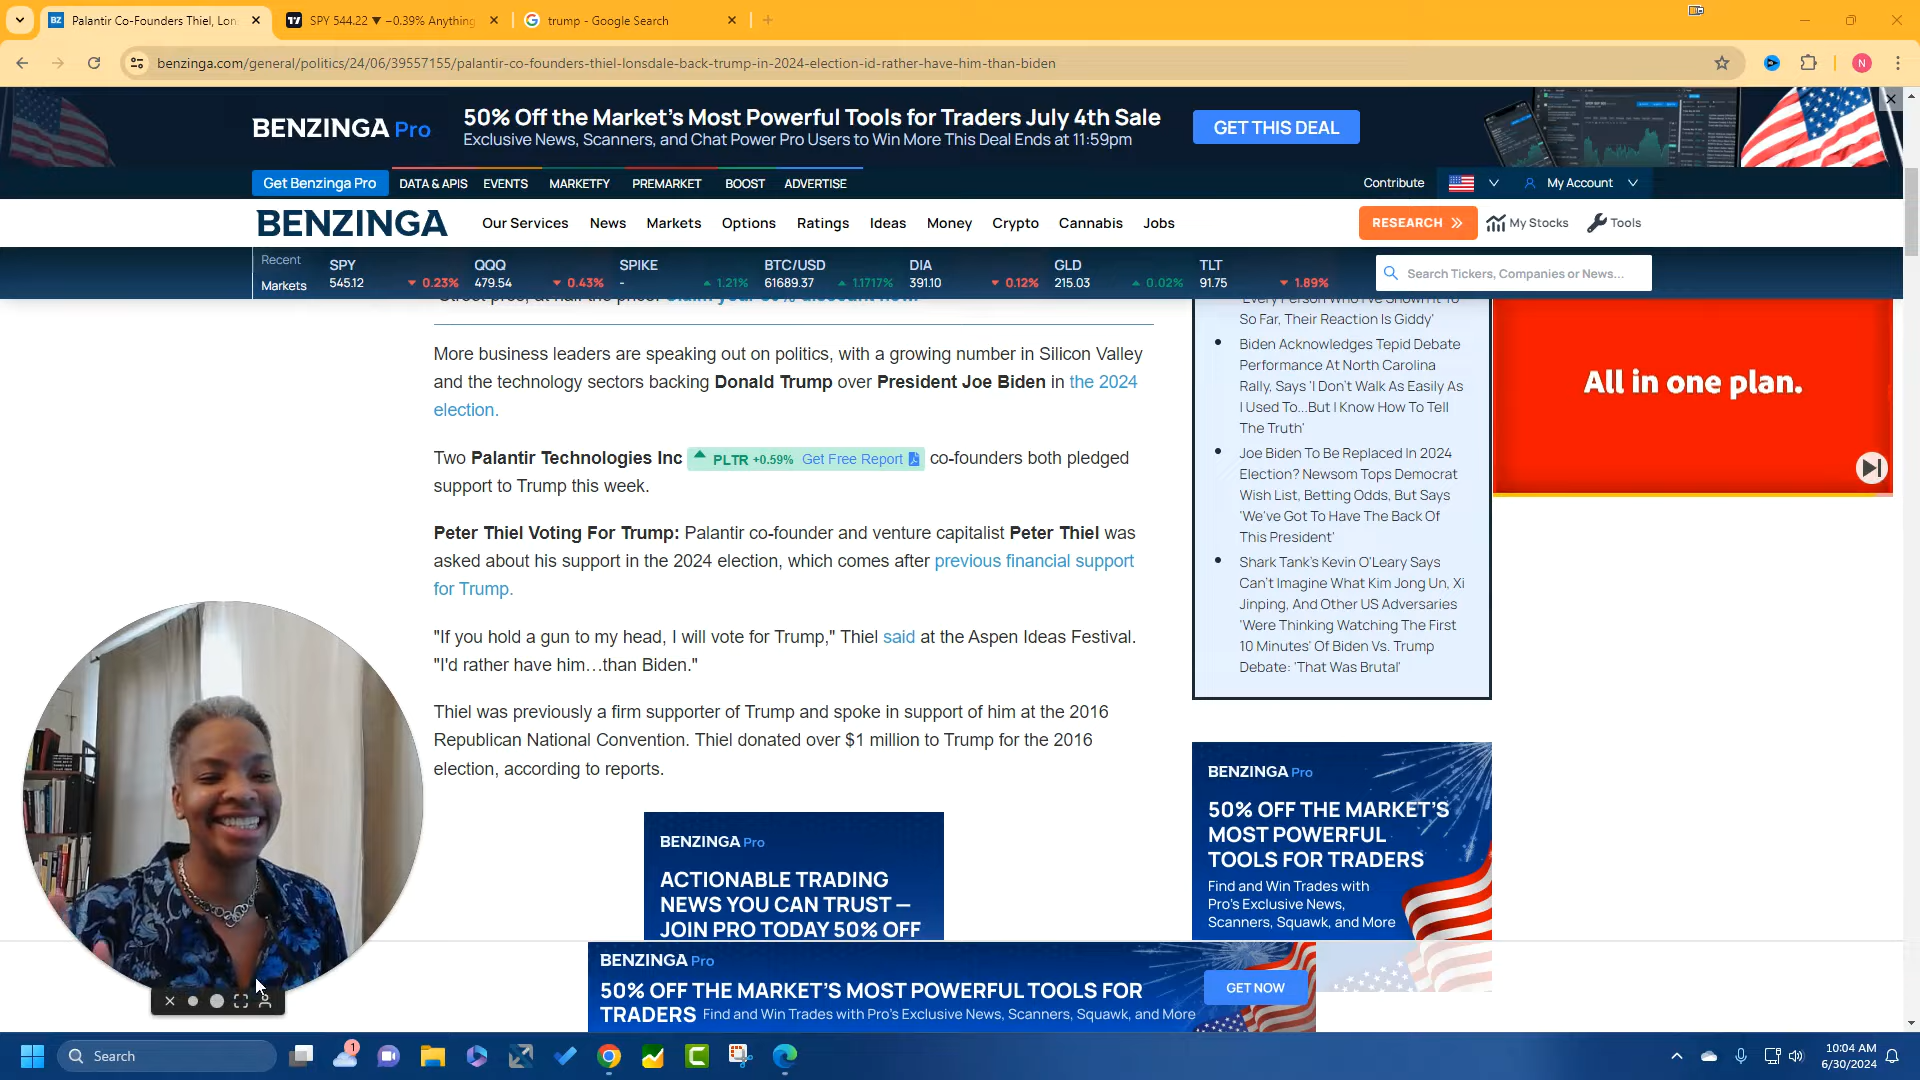 Palantir Co-Founders Thiel, Lon
SPY 544.22 ▼ −0.39% Anything
trump - Google Search
benzinga.com/general/politics/24/06/39557155/palantir-co-founders-thiel-lonsdale-back-trump-in-2024-election-id-rather-have-him-than-biden
N
BENZINGA Pro
50% Off the Market's Most Powerful Tools for Traders July 4th Sale
Exclusive News, Scanners, and Chat Power Pro Users to Win More This Deal Ends at 11:59pm
GET THIS DEAL
Get Benzinga Pro
DATA & APIS
EVENTS
MARKETFY
PREMARKET
BOOST
ADVERTISE
Contribute
My Account
BENZINGA
Our Services
News
Markets
Options
Ratings
Ideas
Money
Crypto
Cannabis
Jobs
RESEARCH
My Stocks
Tools
Recent
Markets
SPY
545.12
▼ 0.23%
QQQ
479.54
▼ 0.43%
SPIKE
-
▲ 1.21%
BTC/USD
61689.37
▲ 1.1717%
DIA
391.10
▼ 0.12%
GLD
215.03
▲ 0.02%
TLT
91.75
▼ 1.89%
Search Tickers, Companies or News...
More business leaders are speaking out on politics, with a growing number in Silicon Valley
and the technology sectors backing Donald Trump over President Joe Biden in the 2024
election.
Two Palantir Technologies Inc PLTR +0.59% Get Free Report co-founders both pledged
support to Trump this week.
Peter Thiel Voting For Trump: Palantir co-founder and venture capitalist Peter Thiel was
asked about his support in the 2024 election, which comes after previous financial support
for Trump.
"If you hold a gun to my head, I will vote for Trump," Thiel said at the Aspen Ideas Festival.
"I'd rather have him…than Biden."
Thiel was previously a firm supporter of Trump and spoke in support of him at the 2016
Republican National Convention. Thiel donated over $1 million to Trump for the 2016
election, according to reports.
'Every Person Who I've Shown It To
So Far, Their Reaction Is Giddy'
Biden Acknowledges Tepid Debate
Performance At North Carolina
Rally, Says 'I Don't Walk As Easily As
I Used To...But I Know How To Tell
The Truth'
Joe Biden To Be Replaced In 2024
Election? Newsom Tops Democrat
Wish List, Betting Odds, But Says
'We've Got To Have The Back Of
This President'
Shark Tank's Kevin O'Leary Says
Can't Imagine What Kim Jong Un, Xi
Jinping, And Other US Adversaries
'Were Thinking Watching The First
10 Minutes' Of Biden Vs. Trump
Debate: 'That Was Brutal'
All in one plan.
BENZINGA Pro
ACTIONABLE TRADING
NEWS YOU CAN TRUST —
JOIN PRO TODAY 50% OFF
BENZINGA Pro
50% OFF THE MARKET'S
MOST POWERFUL
TOOLS FOR TRADERS
Find and Win Trades with
Pro's Exclusive News,
Scanners, Squawk, and More
BENZINGA Pro
50% OFF THE MARKET'S MOST POWERFUL TOOLS FOR
TRADERS Find and Win Trades with Pro's Exclusive News, Scanners, Squawk, and More
GET NOW
Search
1
10:04 AM
6/30/2024